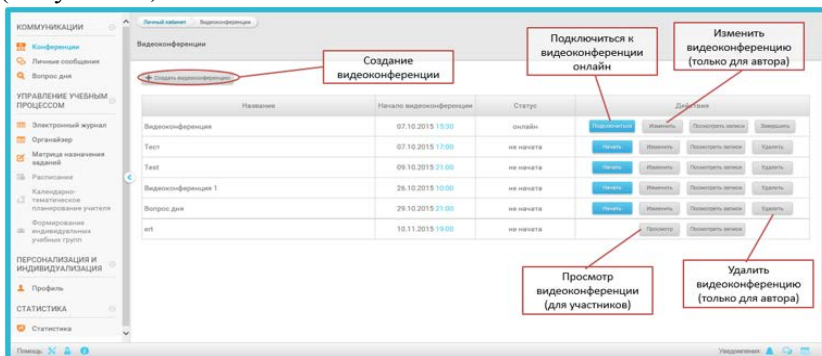 КОММУНИКАЦИИ
Конференции
Личные сообщения
Вопрос дня
УПРАВЛЕНИЕ УЧЕБНЫМ
ПРОЦЕССОМ
Электронный журнал
Органайзер
Матрица назначения
заданий
Расписание
Календарно-
тематическое
планирование учителя
Формирование
индивидуальных
учебных групп
ПЕРСОНАЛИЗАЦИЯ И
ИНДИВИДУАЛИЗАЦИЯ
Профиль
СТАТИСТИКА
Статистика
Личный кабинет Видеоконференции
Видеоконференции
+ Создать видеоконференцию
Создание
видеоконференции
Подключиться к
видеоконференции
онлайн
Изменить
видеоконференцию
(только для автора)
Название Начало видеоконференции Статус Действия
Видеоконференция 07.10.2015 15:30 онлайн Подключиться Изменить Посмотреть записи Завершить
Тест 07.10.2015 17:00 не начата Начать Изменить Посмотреть записи Удалить
Test 09.10.2015 21:00 не начата Начать Изменить Посмотреть записи Удалить
Видеоконференция 1 26.10.2015 10:00 не начата Начать Изменить Посмотреть записи Удалить
Вопрос дня 29.10.2015 21:00 не начата Начать Изменить Посмотреть записи Удалить
ert 10.11.2015 19:00 не начата Просмотр Посмотреть записи
Просмотр
видеоконференции
(для участников)
Удалить
видеоконференцию
(только для автора)
Помощь: Уведомления: